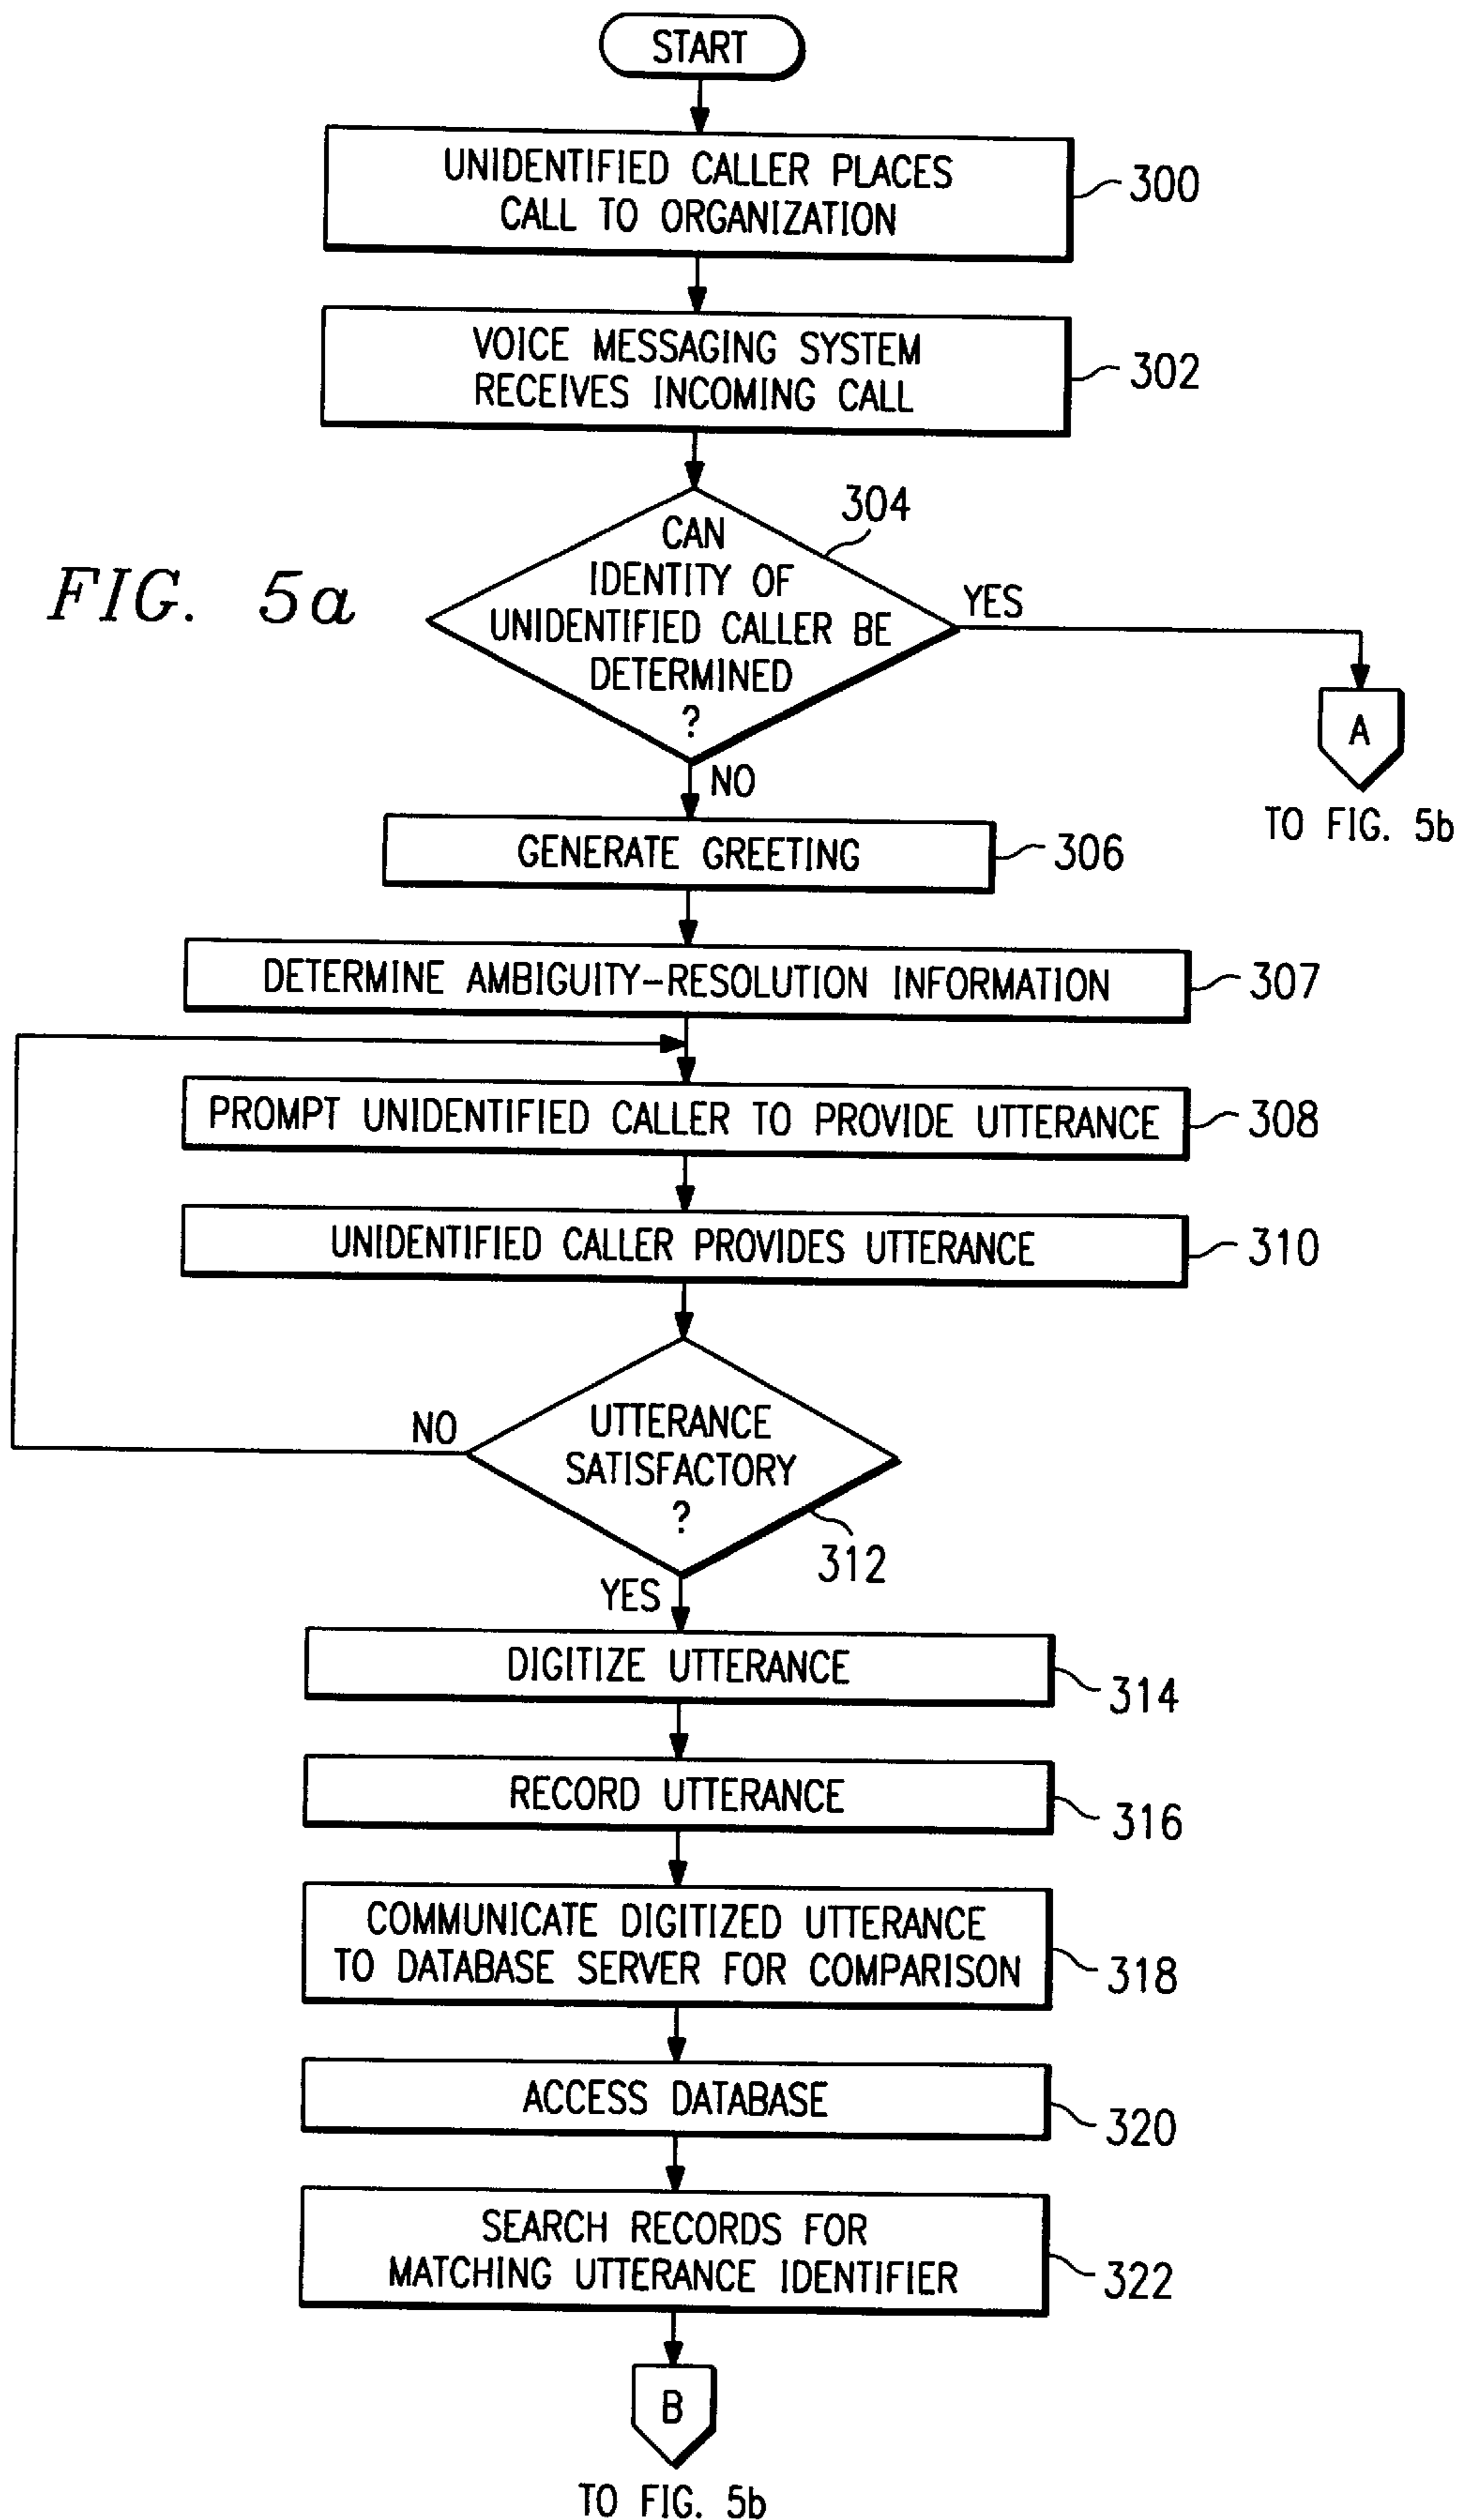 START
UNIDENTIFIED CALLER PLACES
CALL TO ORGANIZATION
300
VOICE MESSAGING SYSTEM
RECEIVES INCOMING CALL
302
304
CAN
IDENTITY OF
UNIDENTIFIED CALLER BE
DETERMINED
?
YES
FIG. 5a
A
TO FIG. 5b
NO
GENERATE GREETING
306
DETERMINE AMBIGUITY-RESOLUTION INFORMATION
307
PROMPT UNIDENTIFIED CALLER TO PROVIDE UTTERANCE
308
UNIDENTIFIED CALLER PROVIDES UTTERANCE
310
NO
UTTERANCE
SATISFACTORY
?
312
YES
DIGITIZE UTTERANCE
314
RECORD UTTERANCE
316
COMMUNICATE DIGITIZED UTTERANCE
TO DATABASE SERVER FOR COMPARISON
318
ACCESS DATABASE
320
SEARCH RECORDS FOR
MATCHING UTTERANCE IDENTIFIER
322
B
TO FIG. 5b